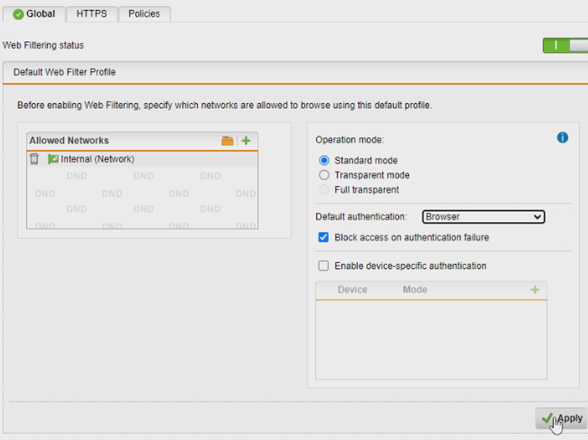 Global HTTPS Policies
Web Filtering status
Default Web Filter Profile
Before enabling Web Filtering, specify which networks are allowed to browse using this default profile.
Allowed Networks
Internal (Network)
DND DND DND
DND DND DND DND
DND DND DND
DND DND DND DND
Operation mode:
Standard mode
Transparent mode
Full transparent
Default authentication: Browser
Block access on authentication failure
Enable device-specific authentication
Device Mode
Apply